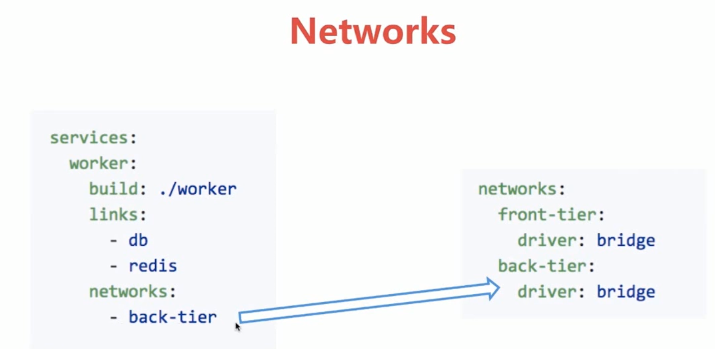 Networks
services:
  worker:
    build: ./worker
    links:
      - db
      - redis
    networks:
      - back-tier
networks:
  front-tier:
    driver: bridge
  back-tier:
    driver: bridge